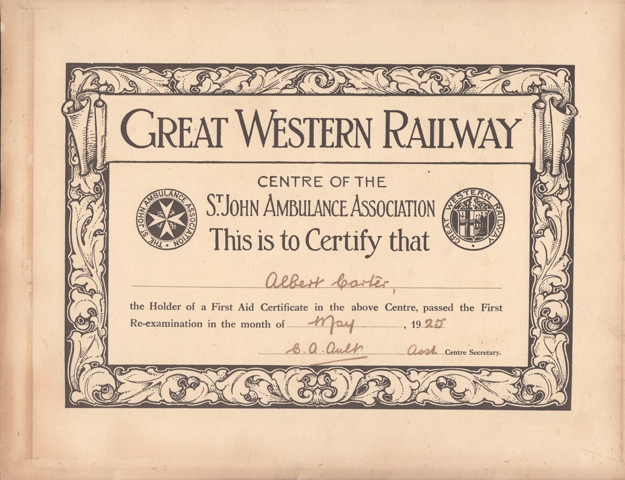 GREAT WESTERN RAILWAY
CENTRE OF THE
ST. JOHN AMBULANCE ASSOCIATION
THE ST JOHN AMBULANCE ASSOCIATION
GREAT WESTERN RAILWAY
This is to Certify that
Albert Carter,
the Holder of a First Aid Certificate in the above Centre, passed the First
Re-examination in the month of May, 1925
C. A. Ault Asst. Centre Secretary.